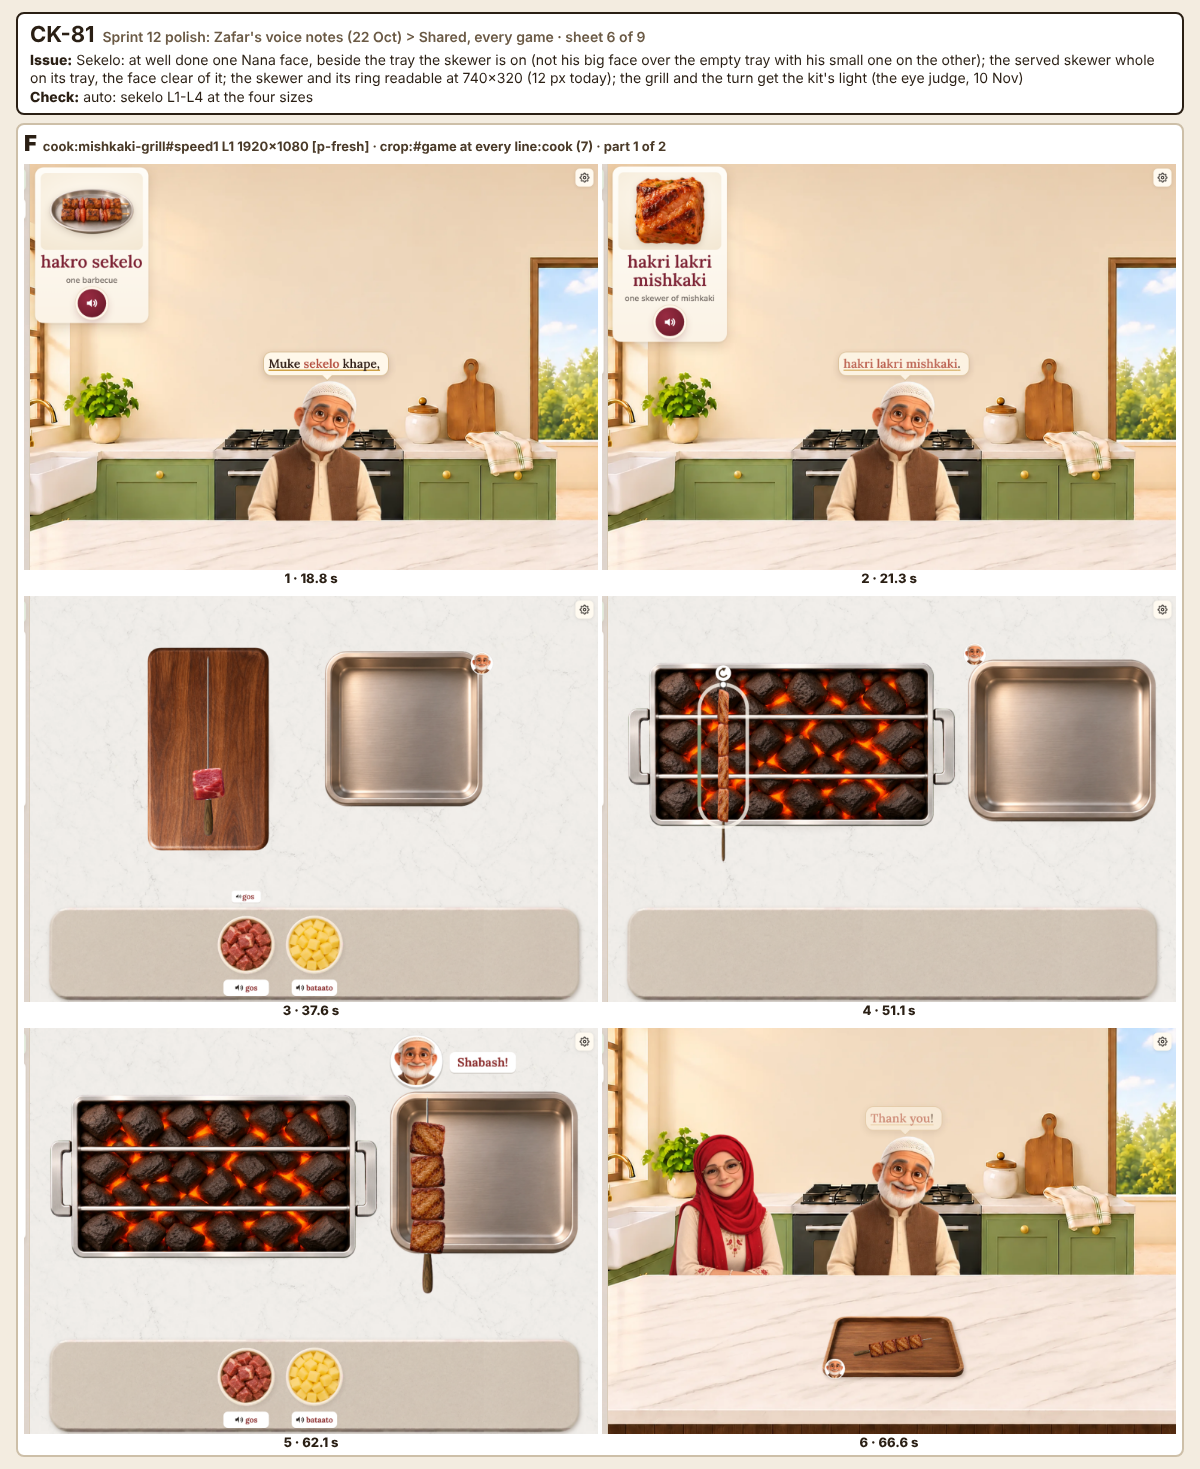 CK-81 Sprint 12 polish: Zafar's voice notes (22 Oct) > Shared, every game · sheet 6 of 9
Issue: Sekelo: at well done one Nana face, beside the tray the skewer is on (not his big face over the empty tray with his small one on the other); the served skewer whole
on its tray, the face clear of it; the skewer and its ring readable at 740×320 (12 px today); the grill and the turn get the kit's light (the eye judge, 10 Nov)
Check: auto: sekelo L1-L4 at the four sizes
F cook:mishkaki-grill#speed1 L1 1920×1080 [p-fresh] · crop:#game at every line:cook (7) · part 1 of 2
hakro sekelo
one barbecue
Muke sekelo khape,
1 · 18.8 s
hakri lakri
mishkaki
one skewer of mishkaki
hakri lakri mishkaki.
2 · 21.3 s
gos
gos
bataato
3 · 37.6 s
4 · 51.1 s
Shabash!
gos
bataato
5 · 62.1 s
Thank you!
6 · 66.6 s